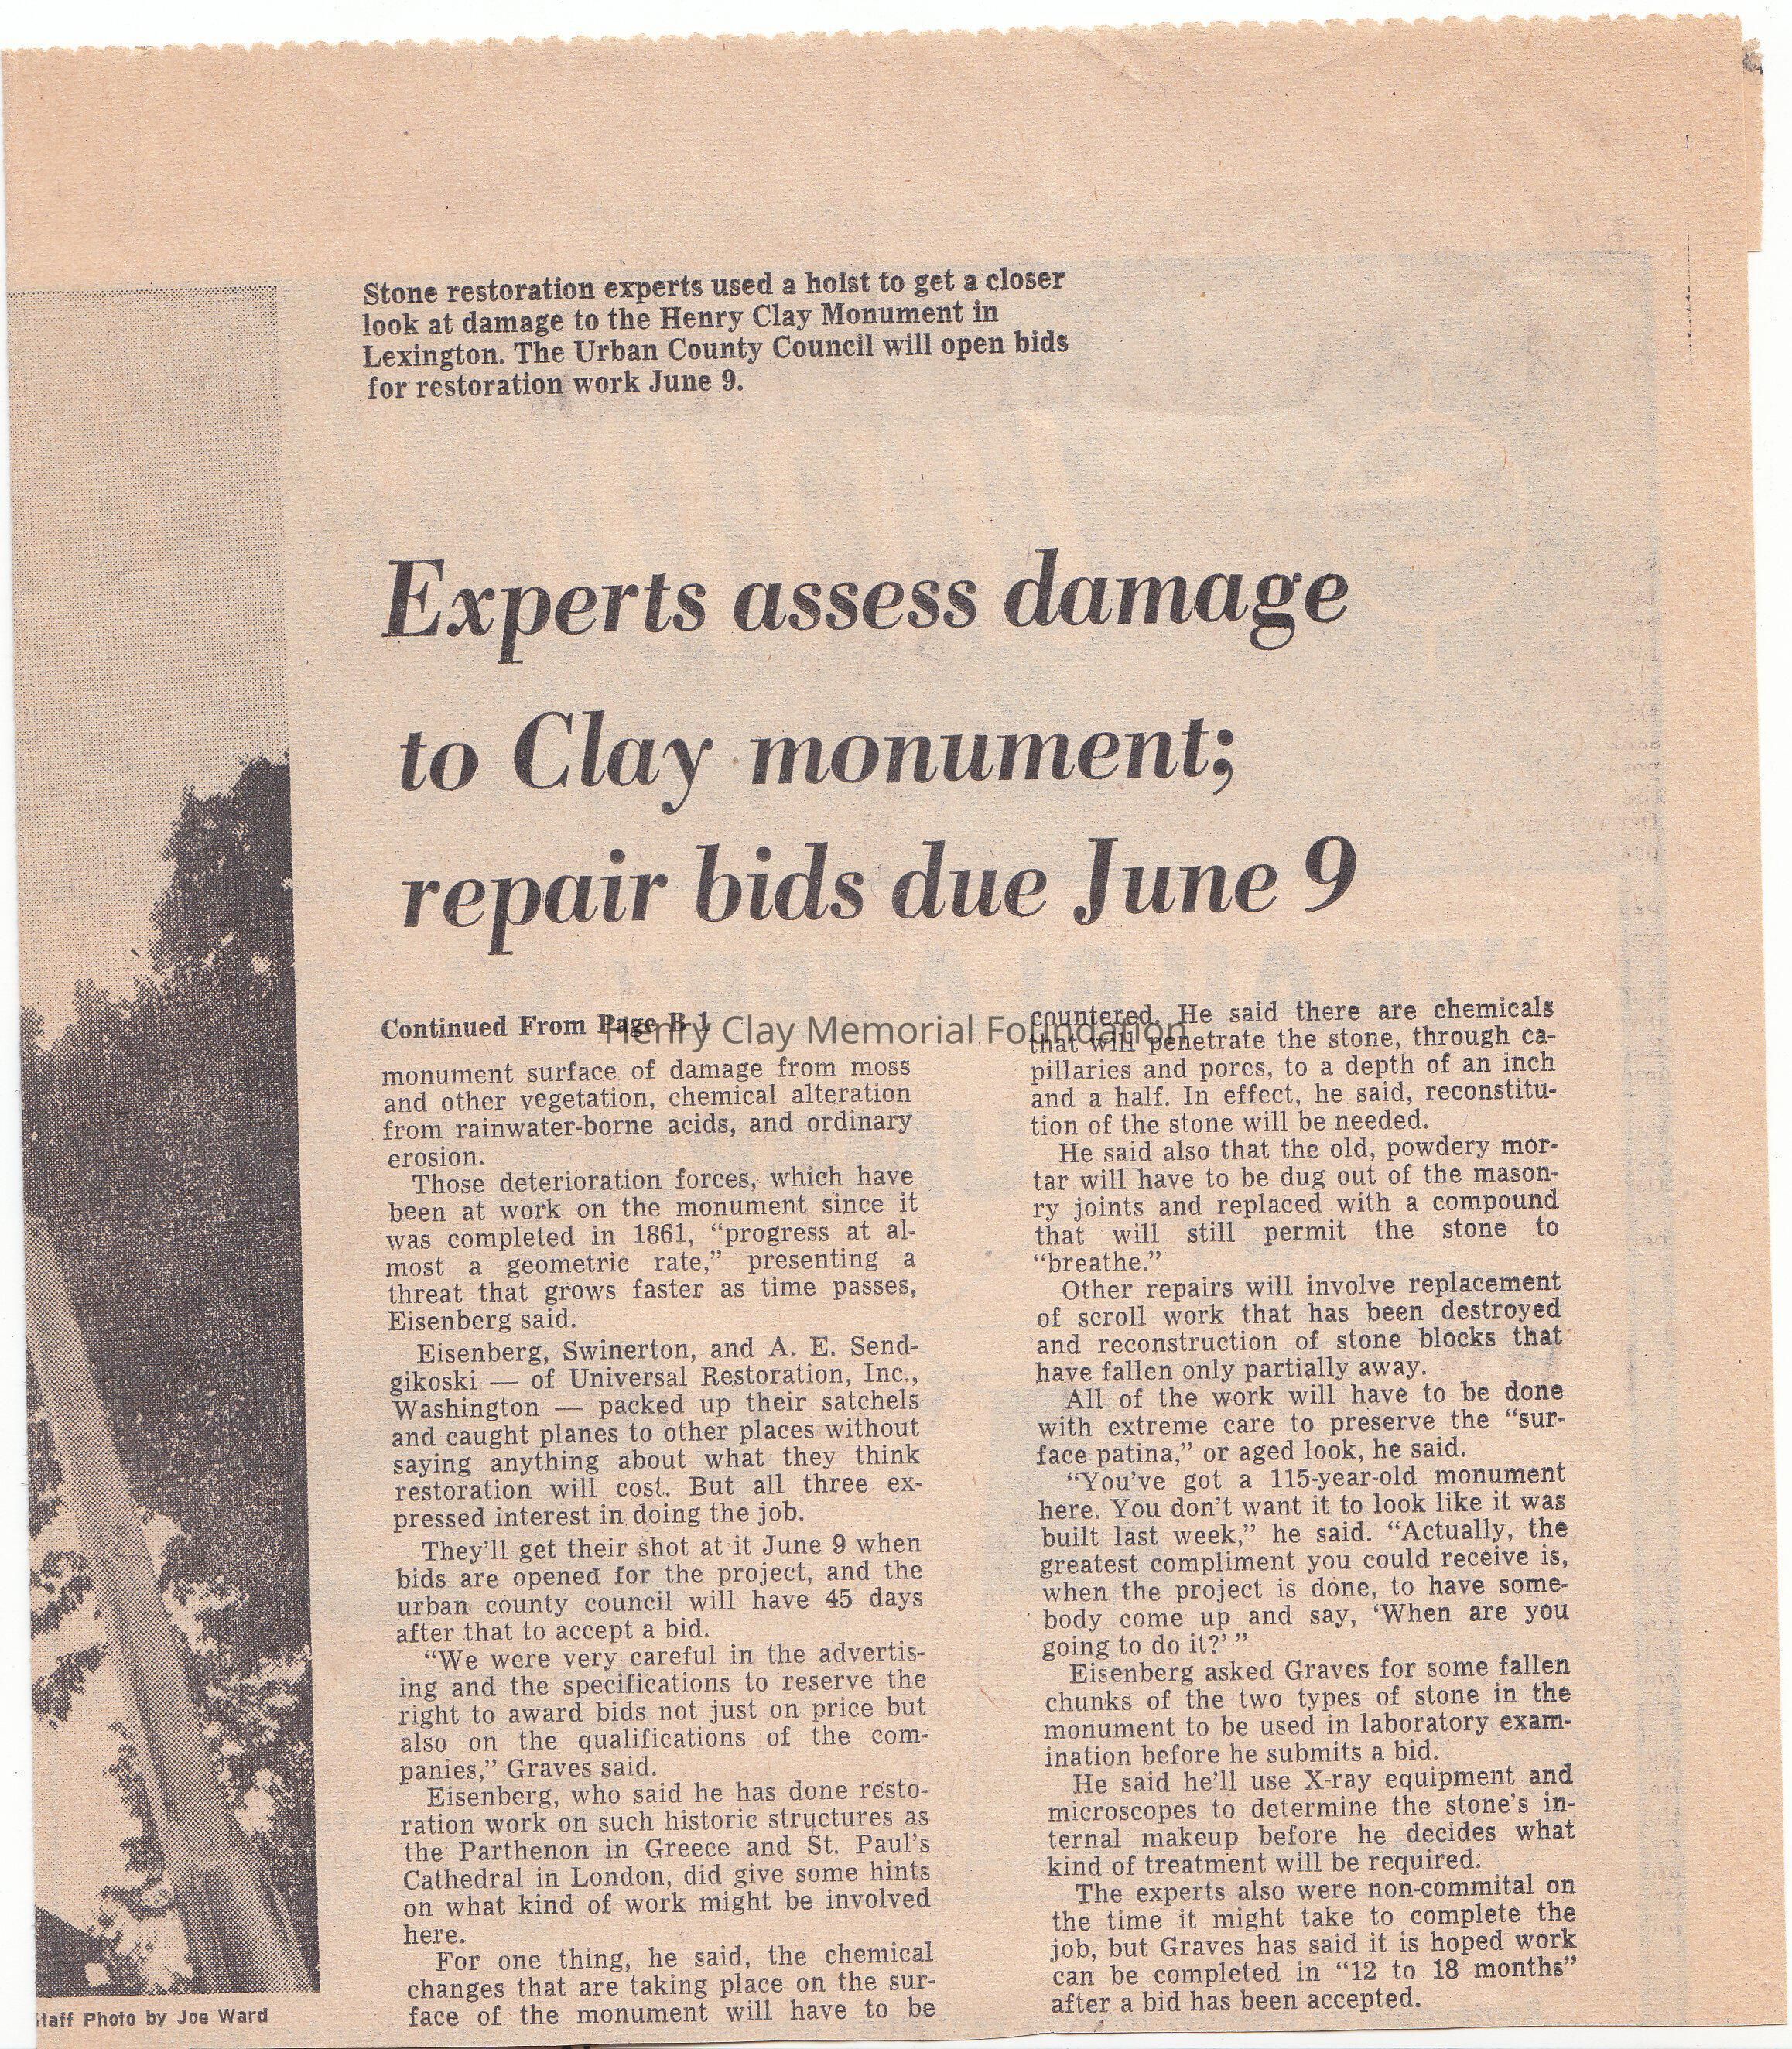 Stone restoration experts used a hoist to get a closer
look at damage to the Henry Clay Monument in
Lexington. The Urban County Council will open bids
for restoration work June 9.
Experts assess damage
to Clay monument;
repair bids due June 9
Continued From Page B 1
monument surface of damage from moss
and other vegetation, chemical alteration
from rainwater-borne acids, and ordinary
erosion.
Those deterioration forces, which have
been at work on the monument since it
was completed in 1861, “progress at al-
most a geometric rate,” presenting a
threat that grows faster as time passes,
Eisenberg said.
Eisenberg, Swinerton, and A. E. Send-
gikoski — of Universal Restoration, Inc.,
Washington — packed up their satchels
and caught planes to other places without
saying anything about what they think
restoration will cost. But all three ex-
pressed interest in doing the job.
They’ll get their shot at it June 9 when
bids are opened for the project, and the
urban county council will have 45 days
after that to accept a bid.
“We were very careful in the advertis-
ing and the specifications to reserve the
right to award bids not just on price but
also on the qualifications of the com-
panies,” Graves said.
Eisenberg, who said he has done resto-
ration work on such historic structures as
the Parthenon in Greece and St. Paul’s
Cathedral in London, did give some hints
on what kind of work might be involved
here.
For one thing, he said, the chemical
changes that are taking place on the sur-
face of the monument will have to be
countered. He said there are chemicals
that will penetrate the stone, through ca-
pillaries and pores, to a depth of an inch
and a half. In effect, he said, reconstitu-
tion of the stone will be needed.
He said also that the old, powdery mor-
tar will have to be dug out of the mason-
ry joints and replaced with a compound
that will still permit the stone to
“breathe.”
Other repairs will involve replacement
of scroll work that has been destroyed
and reconstruction of stone blocks that
have fallen only partially away.
All of the work will have to be done
with extreme care to preserve the “sur-
face patina,” or aged look, he said.
“You’ve got a 115-year-old monument
here. You don’t want it to look like it was
built last week,” he said. “Actually, the
greatest compliment you could receive is,
when the project is done, to have some-
body come up and say, ‘When are you
going to do it?’ ”
Eisenberg asked Graves for some fallen
chunks of the two types of stone in the
monument to be used in laboratory exam-
ination before he submits a bid.
He said he’ll use X-ray equipment and
microscopes to determine the stone’s in-
ternal makeup before he decides what
kind of treatment will be required.
The experts also were non-commital on
the time it might take to complete the
job, but Graves has said it is hoped work
can be completed in “12 to 18 months”
after a bid has been accepted.
taff Photo by Joe Ward
Henry Clay Memorial Foundation